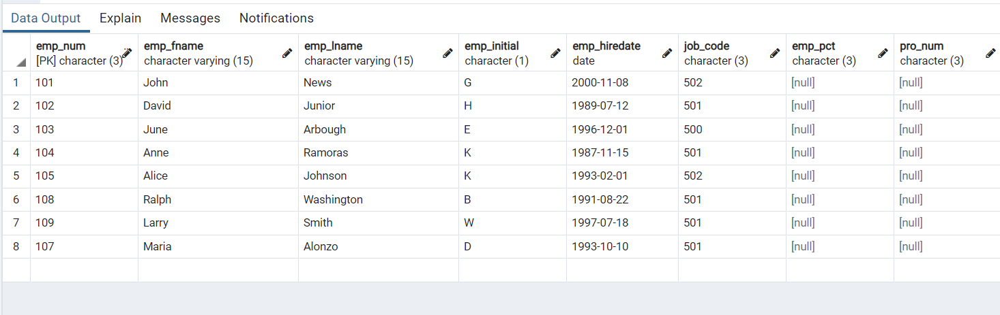 Data Output Explain Messages Notifications
emp_num emp_fname emp_lname emp_initial emp_hiredate job_code emp_pct pro_num
[PK] character (3) character varying (15) character varying (15) character (1) date character (3) character (3) character (3)
1 101 John News G 2000-11-08 502 [null] [null]
2 102 David Junior H 1989-07-12 501 [null] [null]
3 103 June Arbough E 1996-12-01 500 [null] [null]
4 104 Anne Ramoras K 1987-11-15 501 [null] [null]
5 105 Alice Johnson K 1993-02-01 502 [null] [null]
6 108 Ralph Washington B 1991-08-22 501 [null] [null]
7 109 Larry Smith W 1997-07-18 501 [null] [null]
8 107 Maria Alonzo D 1993-10-10 501 [null] [null]